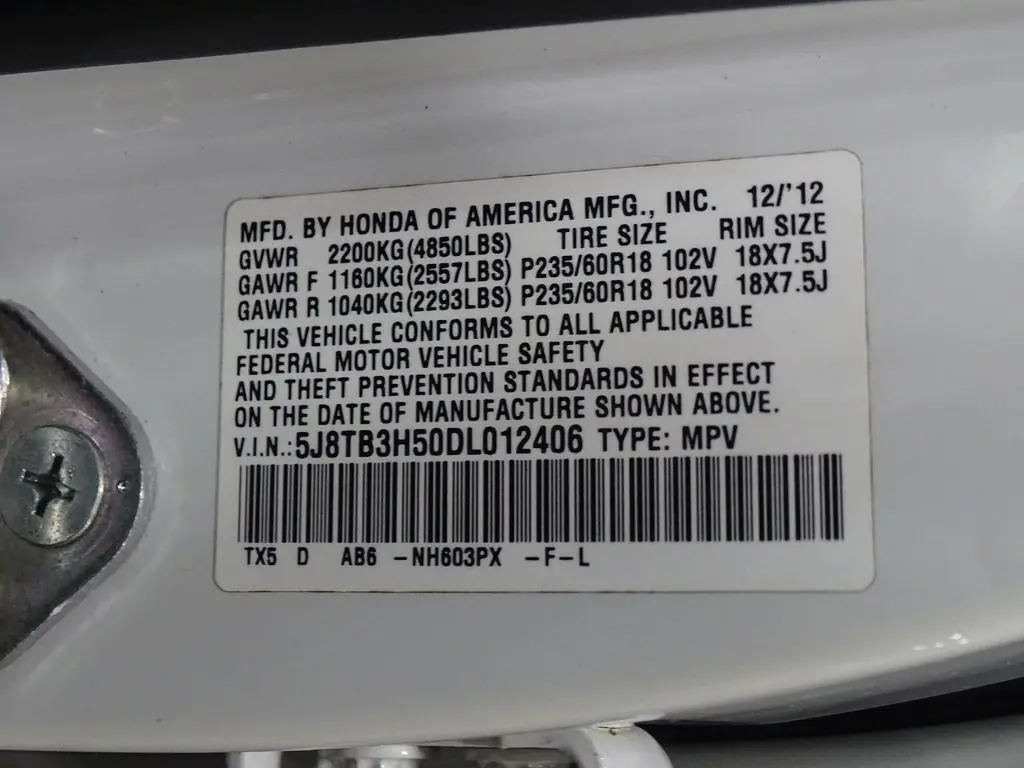 MFD. BY HONDA OF AMERICA MFG., INC. 12/'12
GVWR 2200KG(4850LBS) TIRE SIZE RIM SIZE
GAWR F 1160KG(2557LBS) P235/60R18 102V 18X7.5J
GAWR R 1040KG(2293LBS) P235/60R18 102V 18X7.5J
THIS VEHICLE CONFORMS TO ALL APPLICABLE
FEDERAL MOTOR VEHICLE SAFETY
AND THEFT PREVENTION STANDARDS IN EFFECT
ON THE DATE OF MANUFACTURE SHOWN ABOVE.
V.I.N.:5J8TB3H50DL012406 TYPE: MPV
TX5 D AB6 -NH603PX -F-L